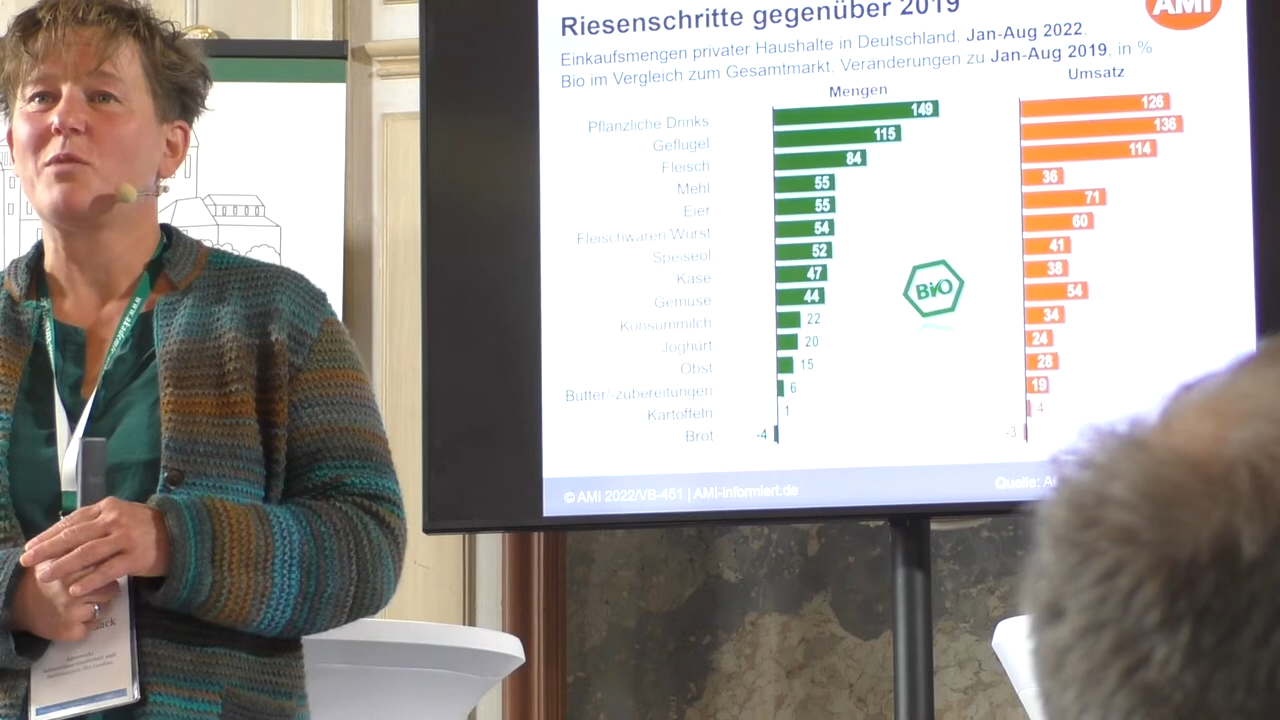 Riesenschritte gegenüber 2019
AMI
Einkaufsmengen privater Haushalte in Deutschland, Jan-Aug 2022,
Bio im Vergleich zum Gesamtmarkt, Veränderungen zu Jan-Aug 2019, in %
Mengen Umsatz
Pflanzliche Drinks 149 126
Geflügel 115 136
Fleisch 84 114
Mehl 55 36
Eier 55 71
Fleischwaren/Wurst 54 60
Speiseöl 52 41
Käse 47 38
Gemüse 44 54
Konsummilch 22 34
Joghurt 20 24
Obst 15 28
Butter/-zubereitungen 6 19
Kartoffeln 1 4
Brot -4 -3
Bio
© AMI 2022/VB-451 | AMI-informiert.de
Quelle: